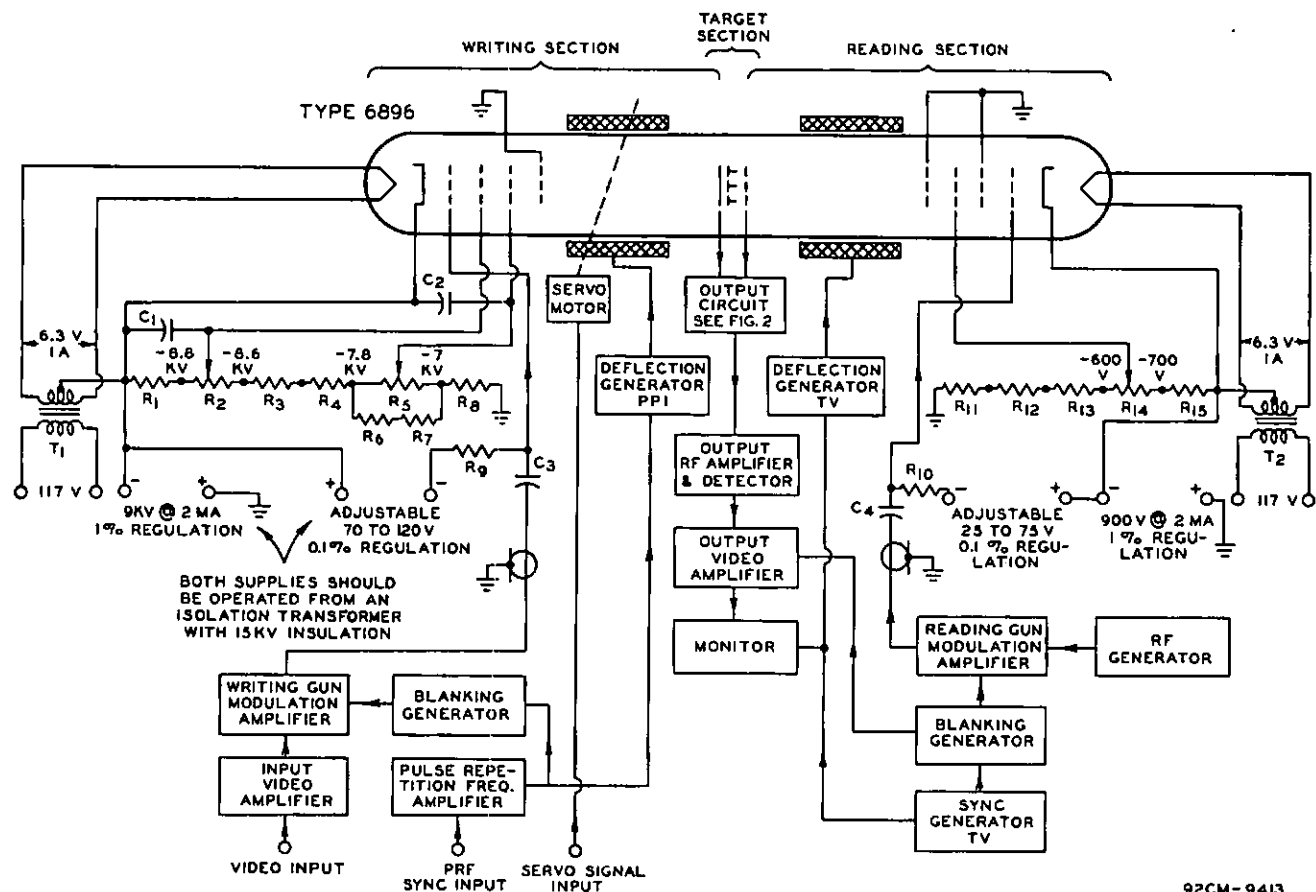 TARGET
SECTION
WRITING SECTION
READING SECTION
TYPE 6896
C2
C1
SERVO
MOTOR
OUTPUT
CIRCUIT
SEE FIG. 2
6.3 V
1A
-8.8
KV
-8.6
KV
-7.8
KV
-7
KV
R1
R2
R3
R4
R5
R8
R6
R7
DEFLECTION
GENERATOR
PPI
DEFLECTION
GENERATOR
TV
-600
V
-700
V
R11
R12
R13
R14
R15
6.3 V
1A
T1
R9
C3
OUTPUT
RF AMPLIFIER
& DETECTOR
R10
C4
T2
117 V
-
+
+
-
-
+
-
+
117 V
9KV @ 2 MA
1% REGULATION
ADJUSTABLE
70 TO 120 V
0.1% REGULATION
ADJUSTABLE
25 TO 75 V
0.1 % REGU-
LATION
900 V @ 2 MA
1 % REGU-
LATION
BOTH SUPPLIES SHOULD
BE OPERATED FROM AN
ISOLATION TRANSFORMER
WITH 15KV INSULATION
OUTPUT
VIDEO
AMPLIFIER
MONITOR
READING GUN
MODULATION
AMPLIFIER
RF
GENERATOR
WRITING GUN
MODULATION
AMPLIFIER
BLANKING
GENERATOR
BLANKING
GENERATOR
INPUT
VIDEO
AMPLIFIER
PULSE REPE-
TITION FREQ.
AMPLIFIER
SYNC
GENERATOR
TV
VIDEO INPUT
PRF
SYNC INPUT
SERVO SIGNAL
INPUT
92CM-9413